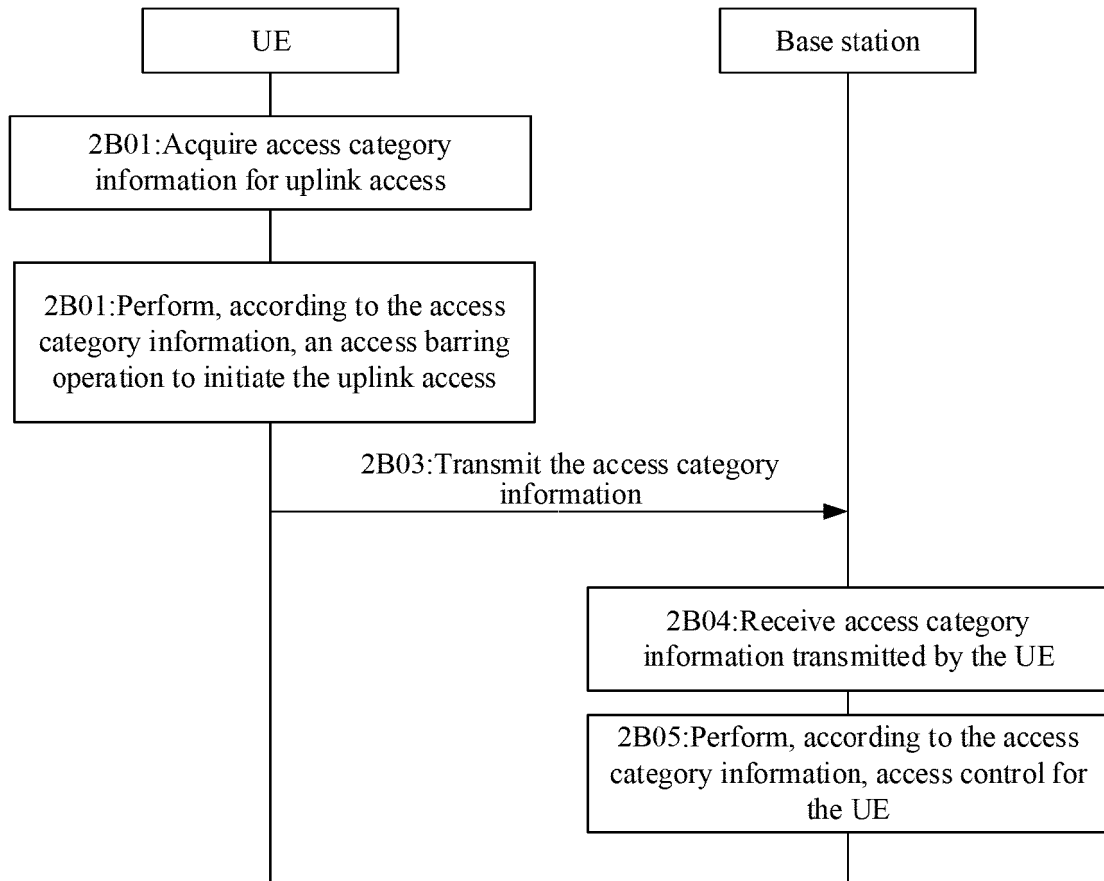 UE
Base station
2B01:Acquire access category
information for uplink access
2B01:Perform, according to the access
category information, an access barring
operation to initiate the uplink access
2B03:Transmit the access category
information
2B04:Receive access category
information transmitted by the UE
2B05:Perform, according to the access
category information, access control for
the UE